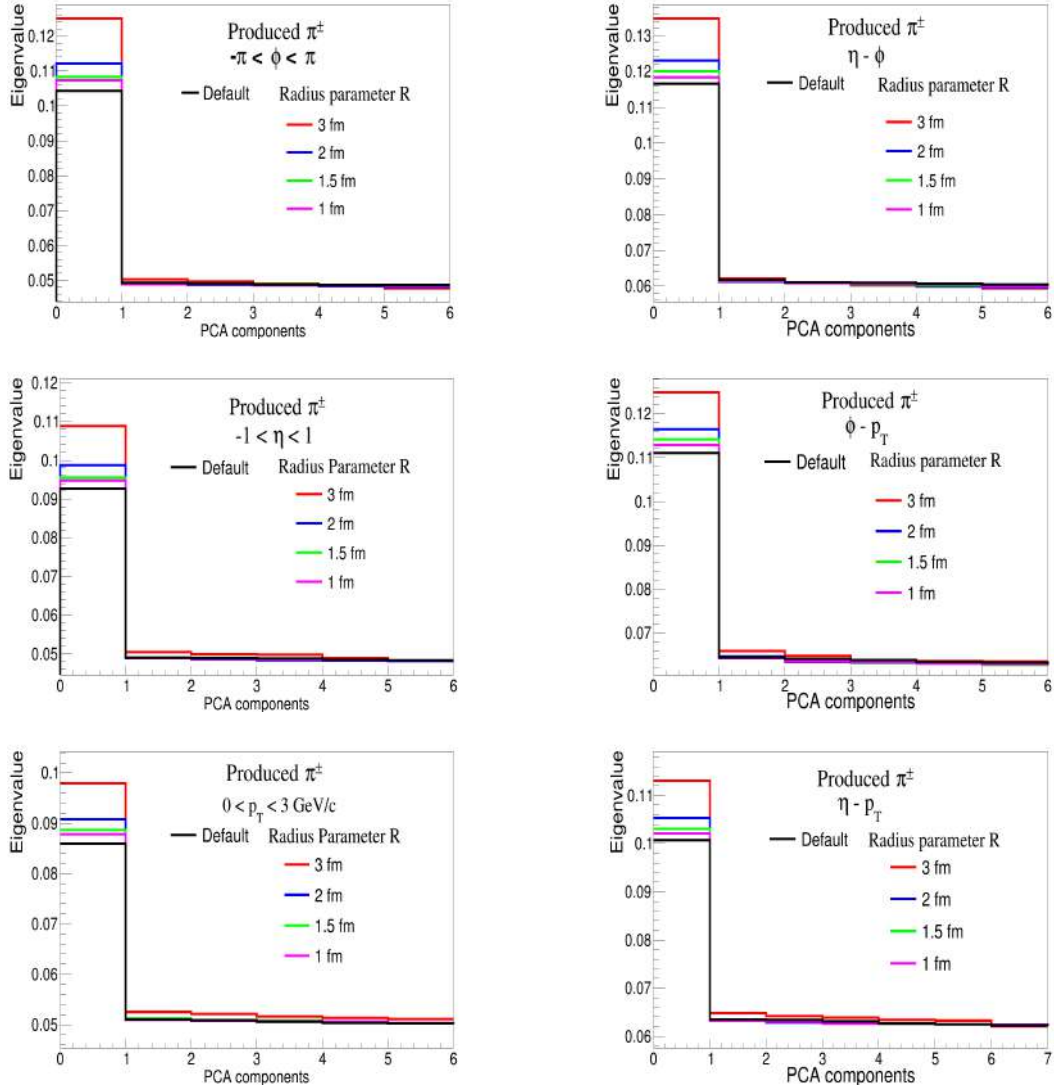 Eigenvalue
0.12
0.11
0.1
0.09
0.08
0.07
0.06
0.05
Produced π±
-π < ϕ < π
Default
Radius parameter R
3 fm
2 fm
1.5 fm
1 fm
0 1 2 3 4 5 6
PCA components
Eigenvalue
0.13
0.12
0.11
0.1
0.09
0.08
0.07
0.06
Produced π±
η - ϕ
Default
Radius parameter R
3 fm
2 fm
1.5 fm
1 fm
0 1 2 3 4 5 6
PCA components
Eigenvalue
0.12
0.11
0.1
0.09
0.08
0.07
0.06
0.05
Produced π±
-1 < η < 1
Default
Radius Parameter R
3 fm
2 fm
1.5 fm
1 fm
0 1 2 3 4 5 6
PCA components
Eigenvalue
0.12
0.11
0.1
0.09
0.08
0.07
Produced π±
ϕ - pT
Default
Radius parameter R
3 fm
2 fm
1.5 fm
1 fm
0 1 2 3 4 5 6
PCA components
Eigenvalue
0.1
0.09
0.08
0.07
0.06
0.05
Produced π±
0 < pT < 3 GeV/c
Default
Radius Parameter R
3 fm
2 fm
1.5 fm
1 fm
0 1 2 3 4 5 6
PCA components
Eigenvalue
0.11
0.1
0.09
0.08
0.07
0.06
Produced π±
η - pT
Default
Radius parameter R
3 fm
2 fm
1.5 fm
1 fm
0 1 2 3 4 5 6 7
PCA components